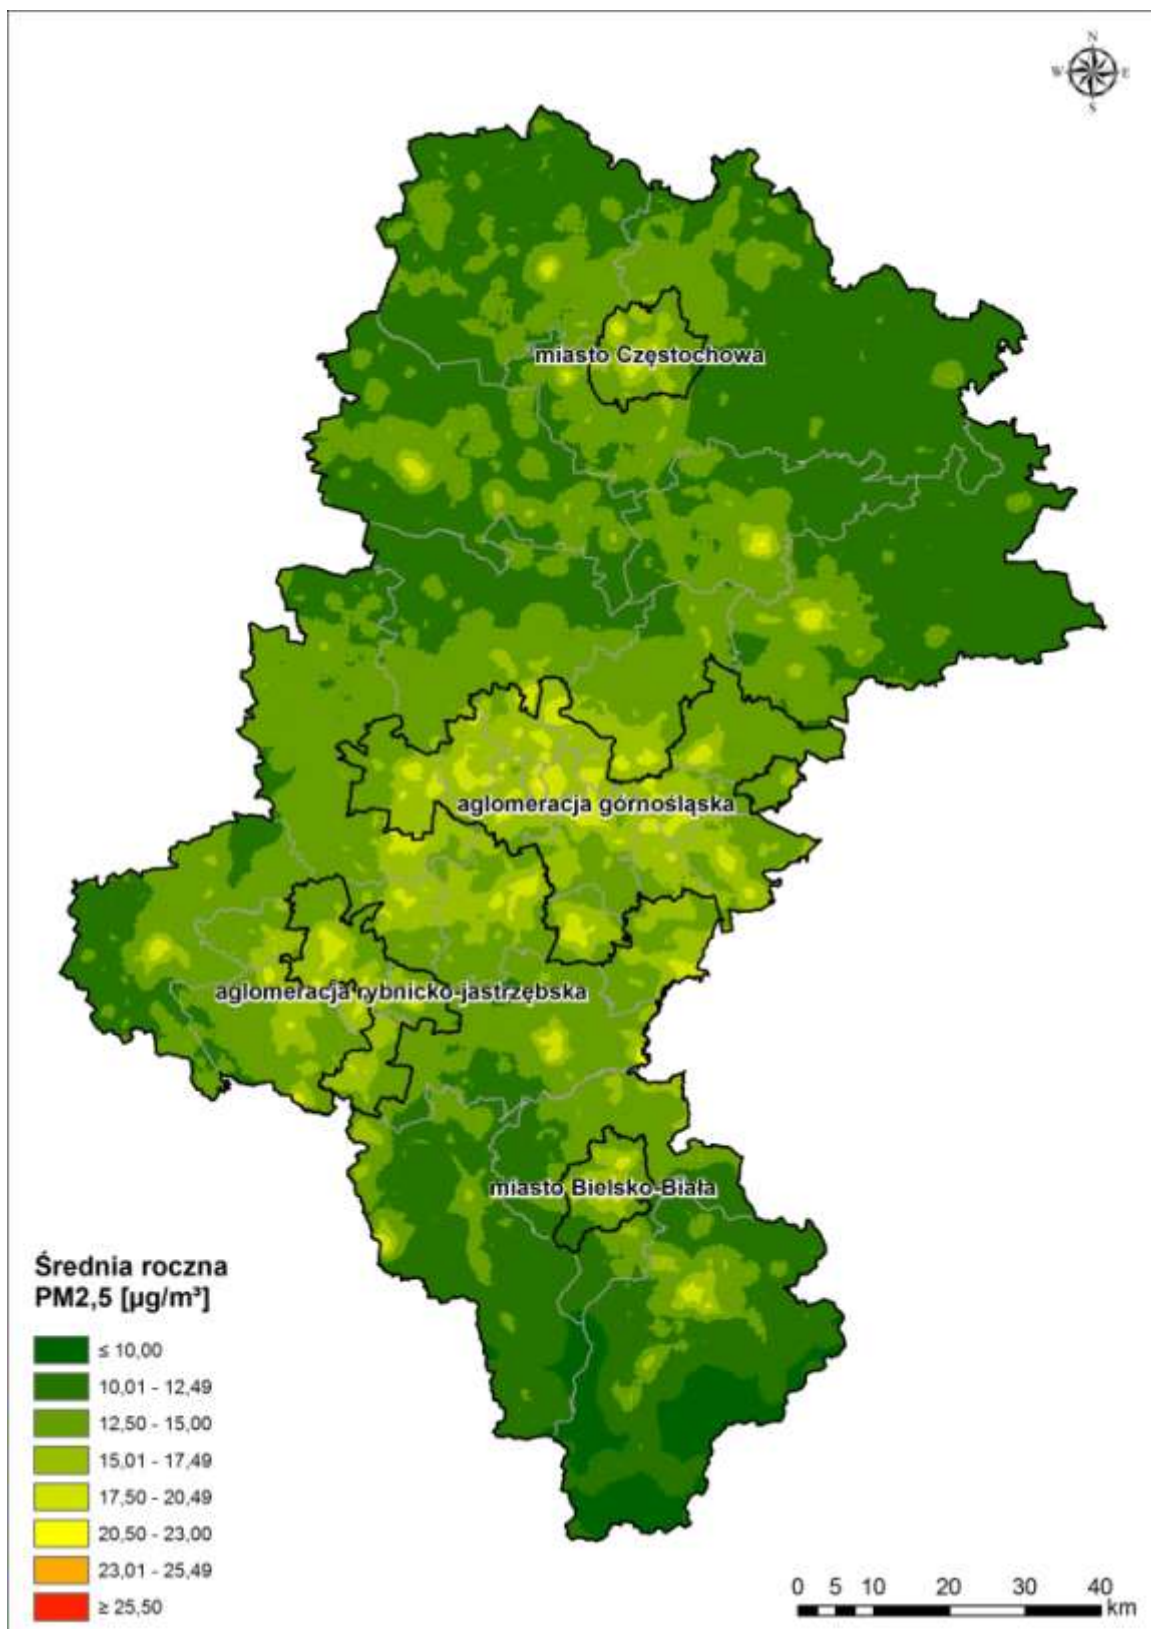 N
W E
S
miasto Częstochowa
aglomeracja górnośląska
aglomeracja rybnicko-jastrzębska
miasto Bielsko-Biała
Średnia roczna
PM2,5 [µg/m³]
≤ 10,00
10,01 - 12,49
12,50 - 15,00
15,01 - 17,49
17,50 - 20,49
20,50 - 23,00
23,01 - 25,49
≥ 25,50
0 5 10 20 30 40
km